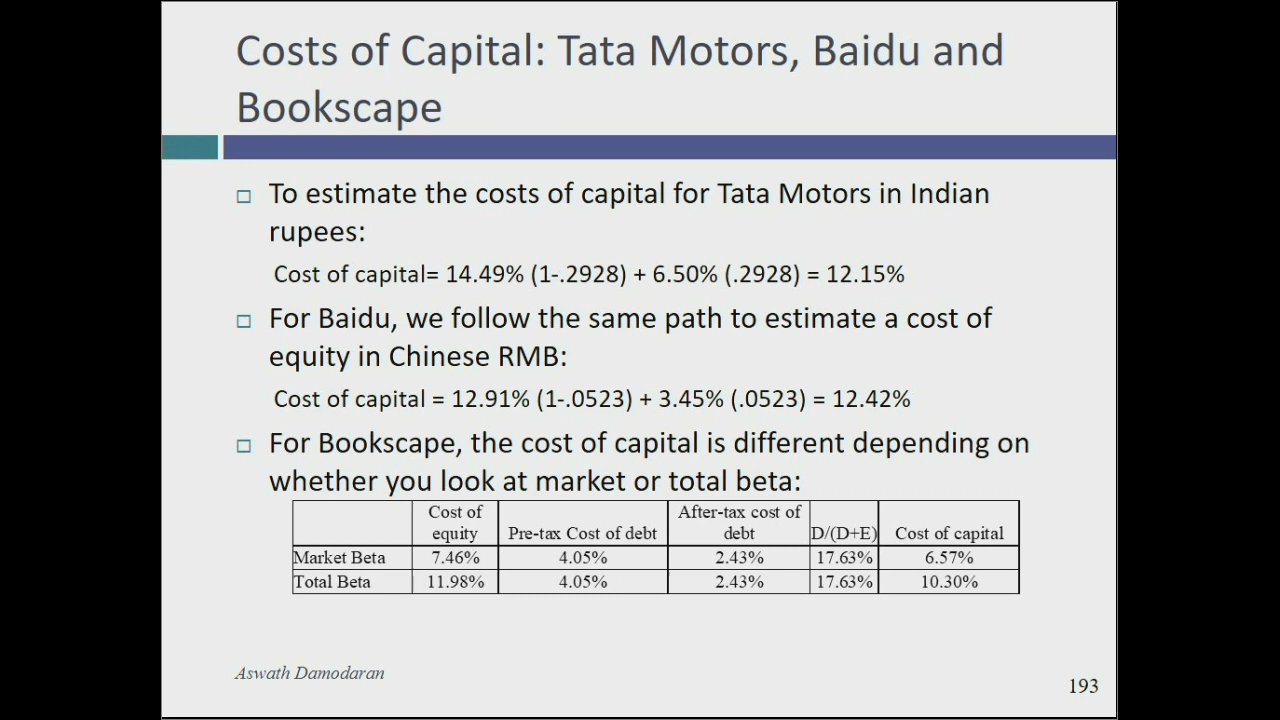 Costs of Capital: Tata Motors, Baidu and
Bookscape
To estimate the costs of capital for Tata Motors in Indian
rupees:
Cost of capital= 14.49% (1-.2928) + 6.50% (.2928) = 12.15%
For Baidu, we follow the same path to estimate a cost of
equity in Chinese RMB:
Cost of capital = 12.91% (1-.0523) + 3.45% (.0523) = 12.42%
For Bookscape, the cost of capital is different depending on
whether you look at market or total beta:
Cost of equity Pre-tax Cost of debt After-tax cost of debt D/(D+E) Cost of capital
Market Beta 7.46% 4.05% 2.43% 17.63% 6.57%
Total Beta 11.98% 4.05% 2.43% 17.63% 10.30%
Aswath Damodaran
193